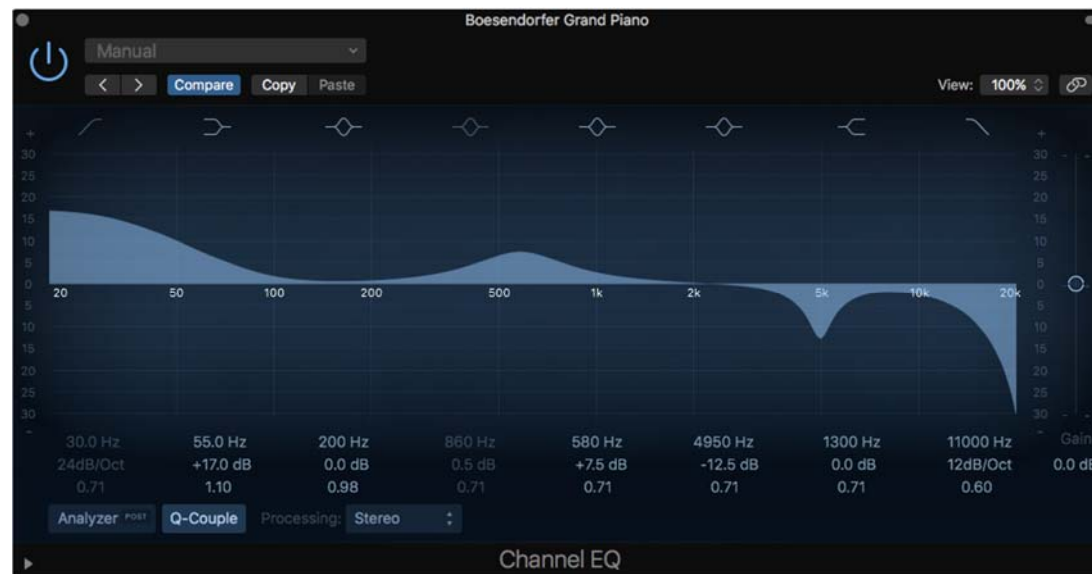 Boesendorfer Grand Piano
Manual
Compare Copy Paste View: 100%
+ +
30 30
25 25
20 20
15 15
10 10
5 5
0 0
20 50 100 200 500 1k 2k 5k 10k 20k
5 5
10 10
15 15
20 20
25 25
30 30
- -
30.0 Hz 55.0 Hz 200 Hz 860 Hz 580 Hz 4950 Hz 1300 Hz 11000 Hz Gain
24dB/Oct +17.0 dB 0.0 dB 0.5 dB +7.5 dB -12.5 dB 0.0 dB 12dB/Oct 0.0 dB
0.71 1.10 0.98 0.71 0.71 0.71 0.71 0.60
Analyzer POST Q-Couple Processing: Stereo
Channel EQ